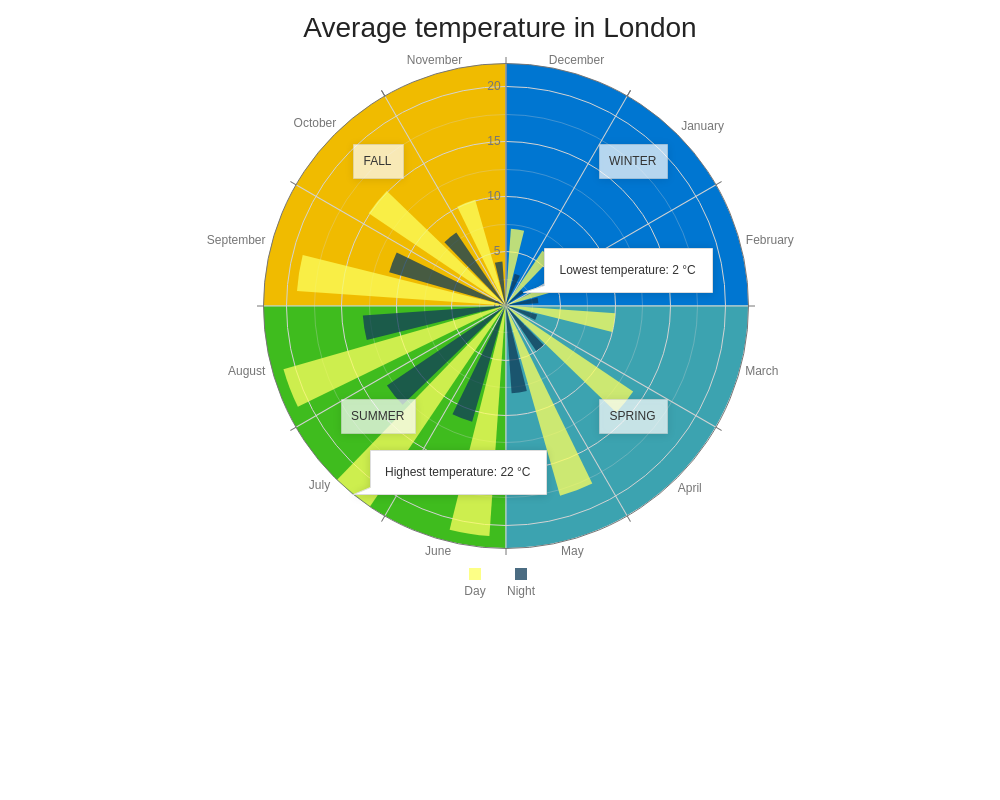 Average temperature in London
November
December
20
October
January
15
FALL
WINTER
10
September
February
5
Lowest temperature: 2 °C
August
March
SUMMER
SPRING
Highest temperature: 22 °C
July
April
June
May
Day
Night